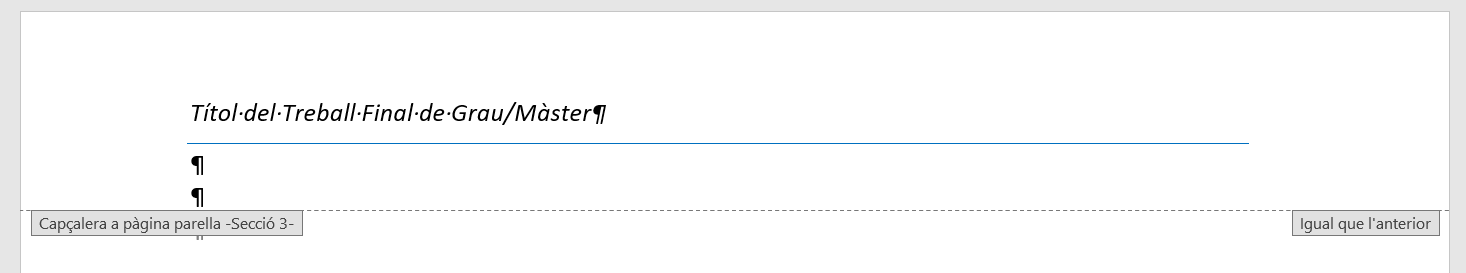 Títol·del·Treball·Final·de·Grau/Màster¶
¶
¶
Capçalera a pàgina parella -Secció 3-
Igual que l'anterior
¶